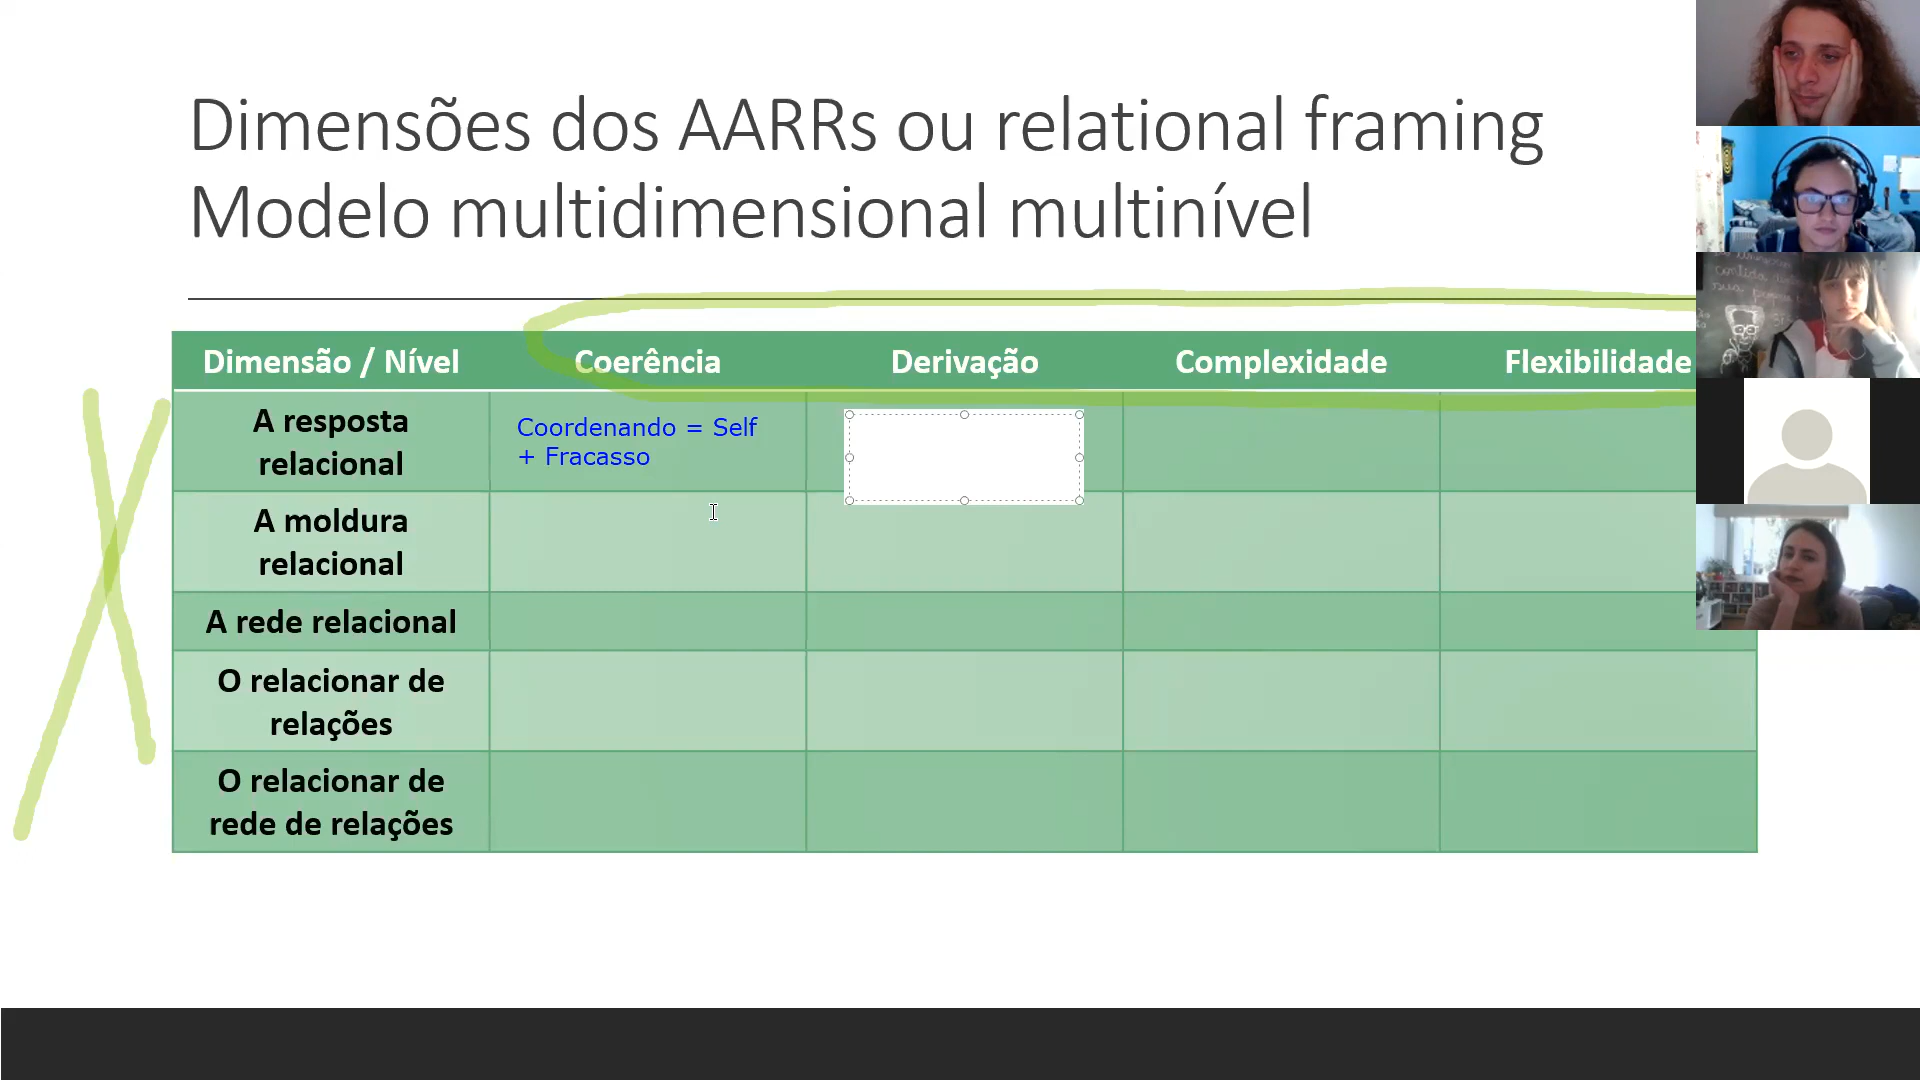 Dimensões dos AARRs ou relational framing
Modelo multidimensional multinível
Dimensão / Nível Coerência Derivação Complexidade Flexibilidade
A resposta
relacional
Coordenando = Self
+ Fracasso
A moldura
relacional
A rede relacional
O relacionar de
relações
O relacionar de
rede de relações